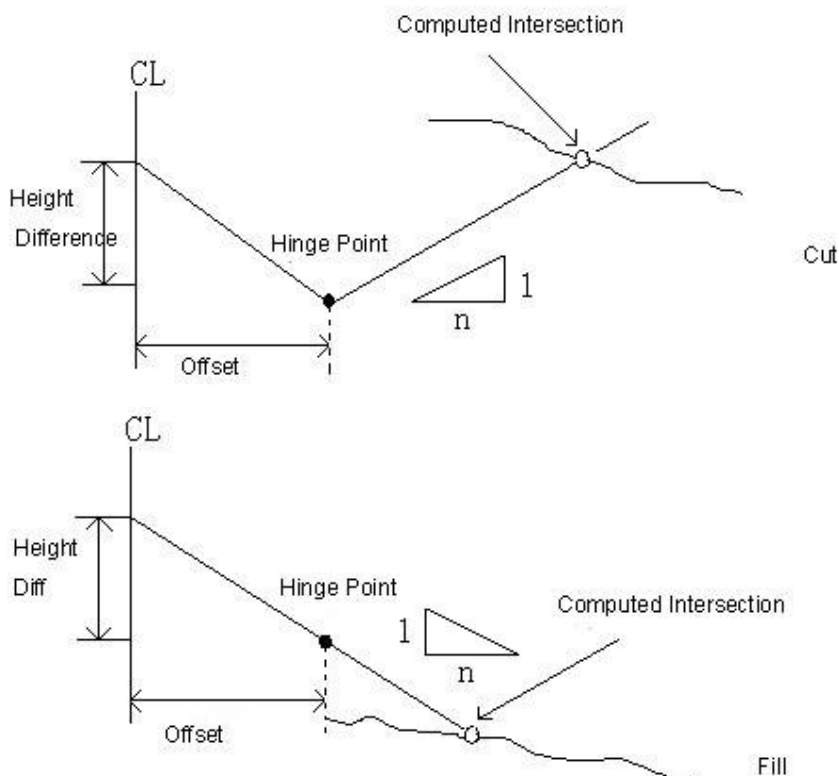 Computed Intersection
CL
Height
Difference
Hinge Point
Cut
1
n
Offset
CL
Height
Diff
Hinge Point
Computed Intersection
1
n
Offset
Fill